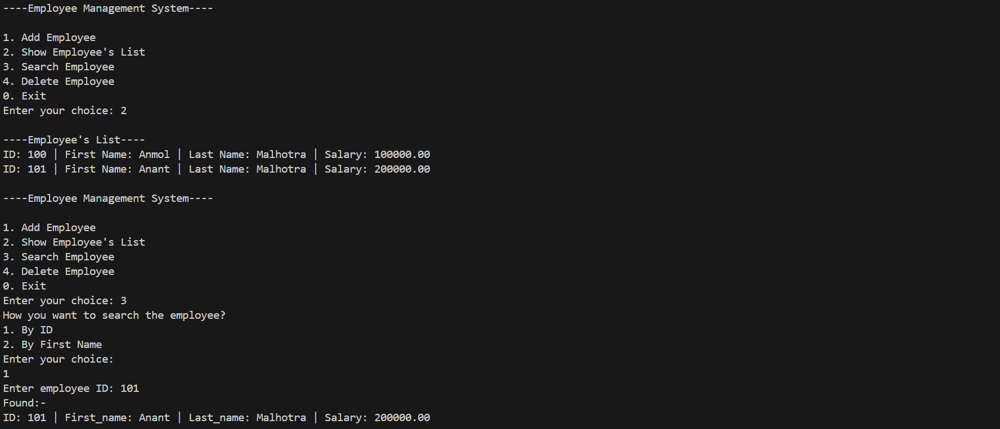 ----Employee Management System----
1. Add Employee
2. Show Employee's List
3. Search Employee
4. Delete Employee
0. Exit
Enter your choice: 2
----Employee's List----
ID: 100 | First Name: Anmol | Last Name: Malhotra | Salary: 100000.00
ID: 101 | First Name: Anant | Last Name: Malhotra | Salary: 200000.00
----Employee Management System----
1. Add Employee
2. Show Employee's List
3. Search Employee
4. Delete Employee
0. Exit
Enter your choice: 3
How you want to search the employee?
1. By ID
2. By First Name
Enter your choice:
1
Enter employee ID: 101
Found:-
ID: 101 | First_name: Anant | Last_name: Malhotra | Salary: 200000.00